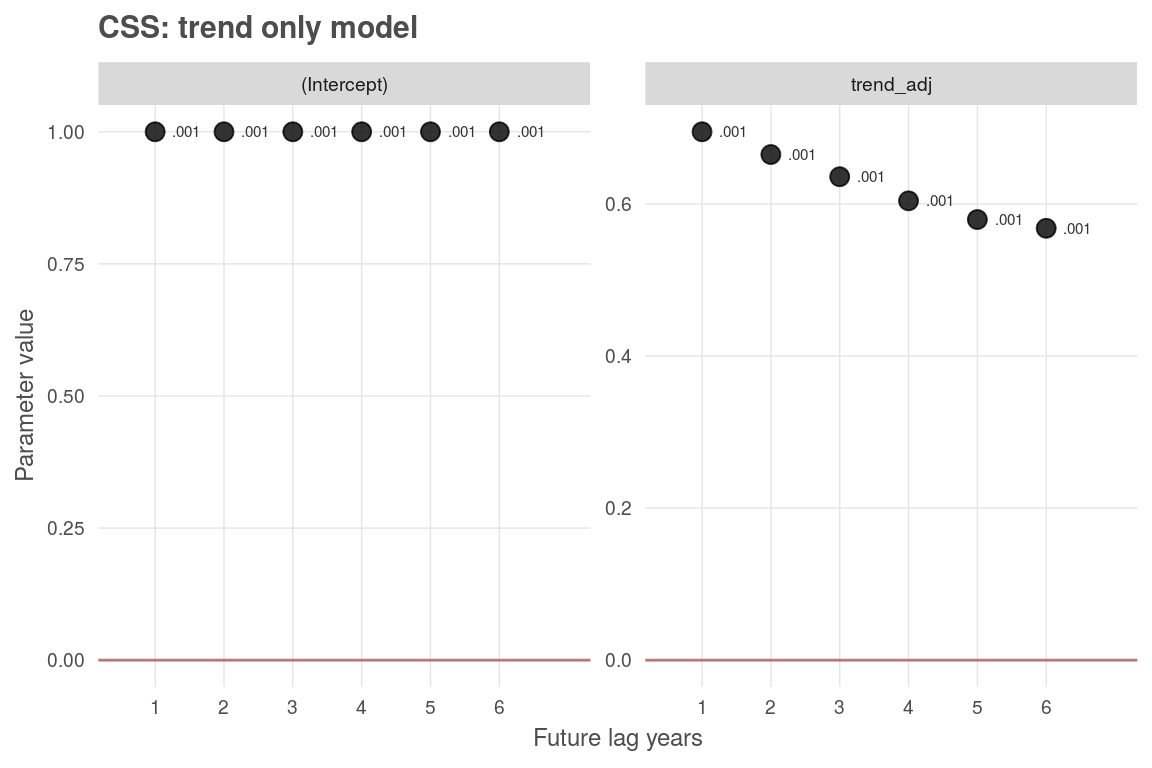 CSS: trend only model
(Intercept)
trend_adj
1.00
0.75
0.50
0.25
0.00
.001 .001 .001 .001 .001 .001
0.6
0.4
0.2
0.0
.001
.001
.001
.001
.001
.001
Parameter value
1 2 3 4 5 6
1 2 3 4 5 6
Future lag years